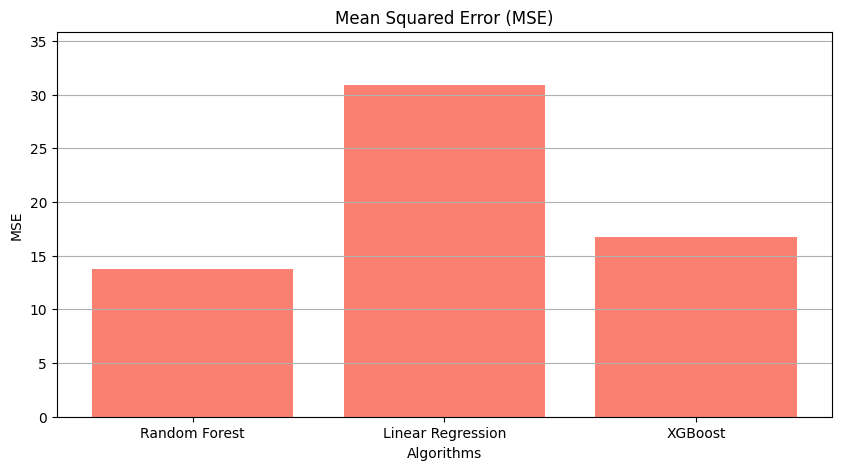 Mean Squared Error (MSE)
35
30
25
20
15
10
5
0
MSE
Random Forest
Linear Regression
XGBoost
Algorithms